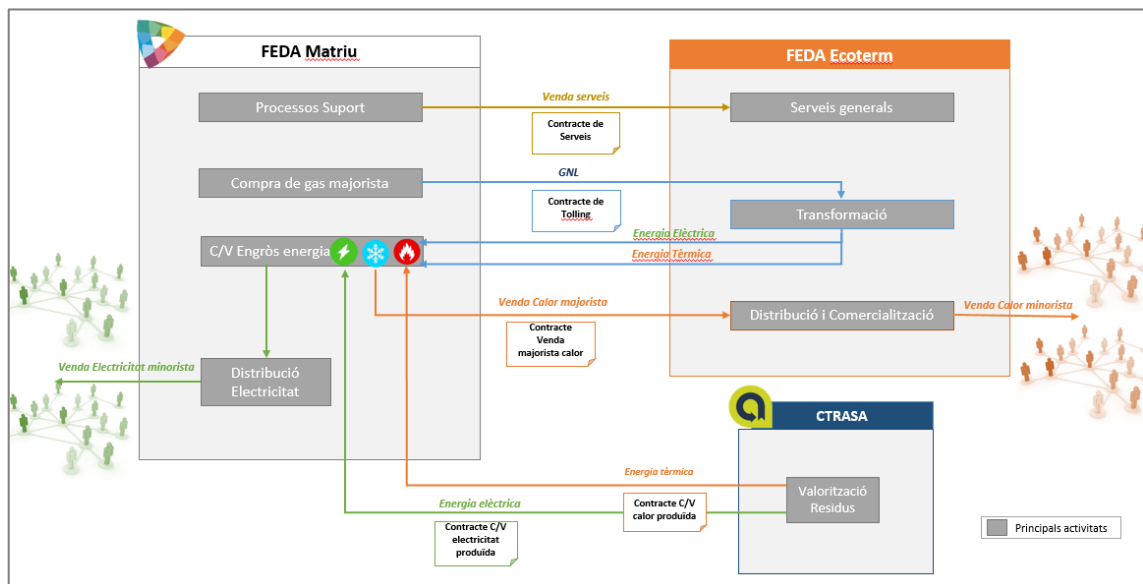 FEDA Matriu
FEDA Ecoterm
Processos Suport
Venda serveis
Serveis generals
Contracte de
Serveis
Compra de gas majorista
GNL
Contracte de
Tolling
Transformació
C/V Engròs energia
Energia Elèctrica
Energia Tèrmica
Venda Calor majorista
Distribució i Comercialització
Venda Calor minorista
Contracte
Venda
majorista calor
Venda Electricitat minorista
Distribució
Electricitat
CTRASA
Energia tèrmica
Valorització
Residus
Energia elèctrica
Contracte C/V
calor produïda
Contracte C/V
electricitat
produïda
Principals activitats